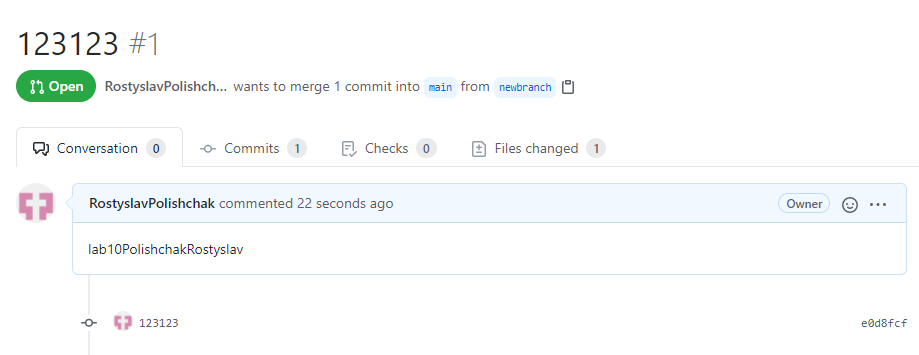 123123 #1
Open RostyslavPolishch... wants to merge 1 commit into main from newbranch
Conversation 0 Commits 1 Checks 0 Files changed 1
RostyslavPolishchak commented 22 seconds ago Owner
lab10PolishchakRostyslav
123123 e0d8fcf